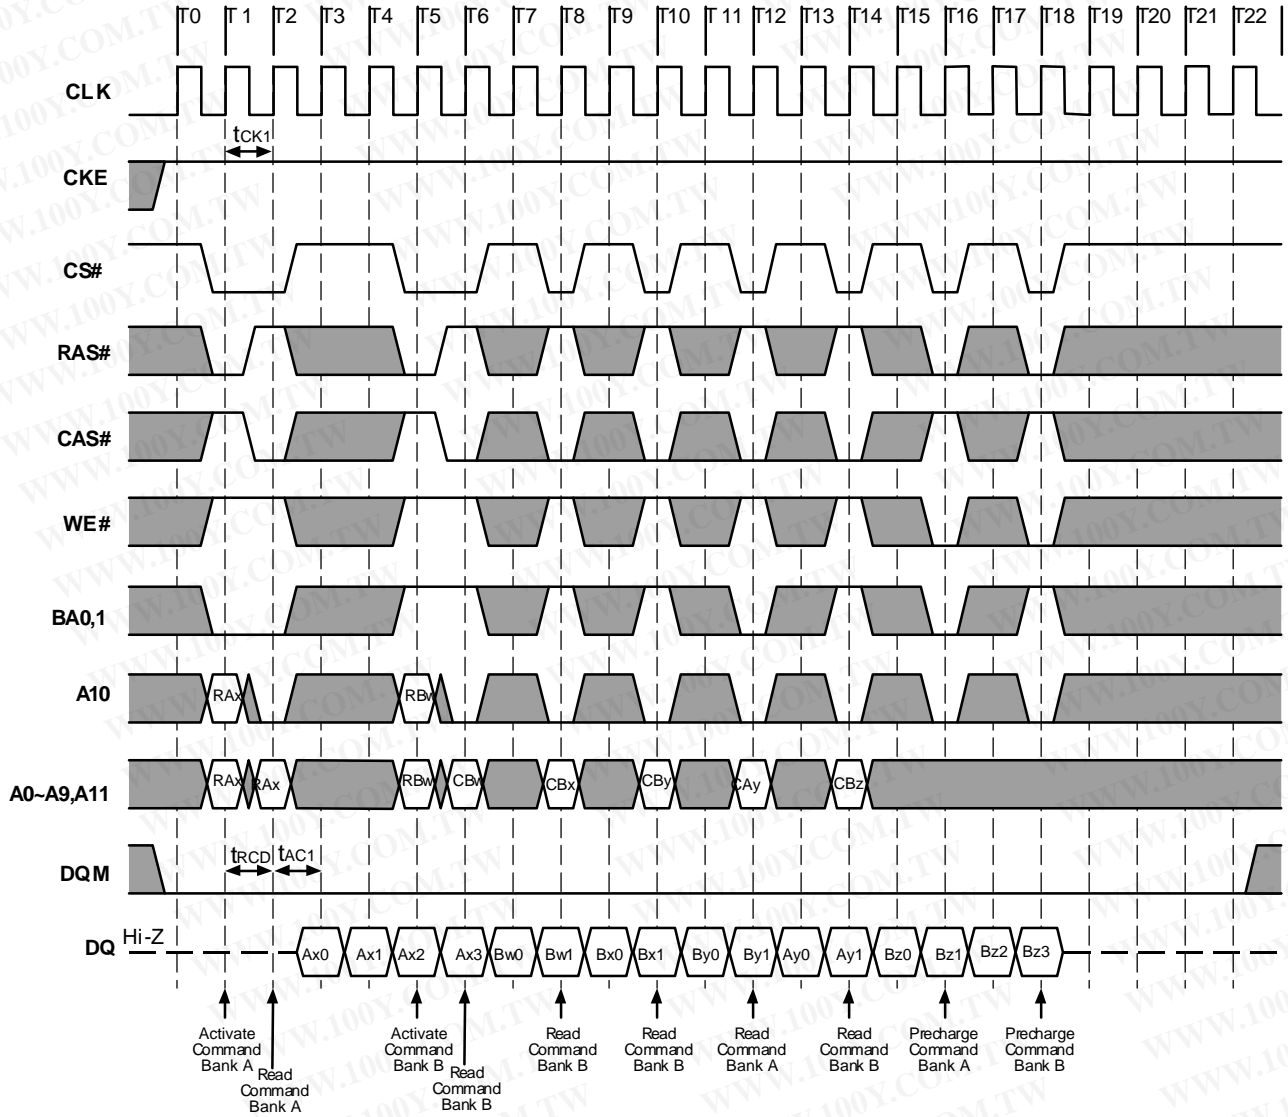 T0 T1 T2 T3 T4 T5 T6 T7 T8 T9 T10 T11 T12 T13 T14 T15 T16 T17 T18 T19 T20 T21 T22
CLK
tCK1
CKE
CS#
RAS#
CAS#
WE#
BA0,1
A10 RAx RBw
A0~A9,A11 RAx RAx RBw CBw CBx CBy CAy CBz
tRCD tAC1
DQM
DQ Hi-Z Ax0 Ax1 Ax2 Ax3 Bw0 Bw1 Bx0 Bx1 By0 By1 Ay0 Ay1 Bz0 Bz1 Bz2 Bz3
Activate
Command
Bank A
Read
Command
Bank A
Activate
Command
Bank B
Read
Command
Bank B
Read
Command
Bank B
Read
Command
Bank B
Read
Command
Bank A
Read
Command
Bank B
Precharge
Command
Bank A
Precharge
Command
Bank B
WWW.100Y.COM.TW